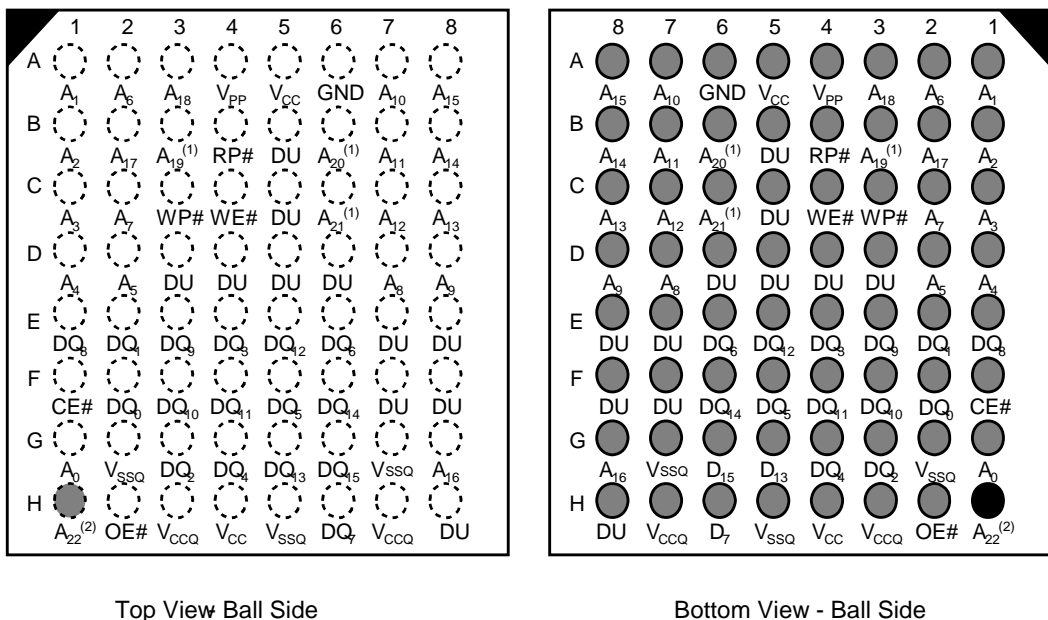 1 2 3 4 5 6 7 8
A
A1 A6 A18 VPP VCC GND A10 A15
B
A2 A17 A19(1) RP# DU A20(1) A11 A14
C
A3 A7 WP# WE# DU A21(1) A12 A13
D
A4 A5 DU DU DU DU A8 A9
E
DQ8 DQ1 DQ9 DQ3 DQ12 DQ6 DU DU
F
CE# DQ0 DQ10 DQ11 DQ5 DQ14 DU DU
G
A0 VSSQ DQ2 DQ4 DQ13 DQ15 VSSQ A16
H
A22(2) OE# VCCQ VCC VSSQ DQ7 VCCQ DU
Top View - Ball Side
8 7 6 5 4 3 2 1
A
A15 A10 GND VCC VPP A18 A6 A1
B
A14 A11 A20(1) DU RP# A19(1) A17 A2
C
A13 A12 A21(1) DU WE# WP# A7 A3
D
A9 A8 DU DU DU DU A5 A4
E
DU DU DQ6 DQ12 DQ3 DQ9 DQ1 DQ8
F
DU DU DQ14 DQ5 DQ11 DQ10 DQ0 CE#
G
A16 VSSQ D15 D13 DQ4 DQ2 VSSQ A0
H
DU VCCQ D7 VSSQ VCC VCCQ OE# A22(2)
Bottom View - Ball Side